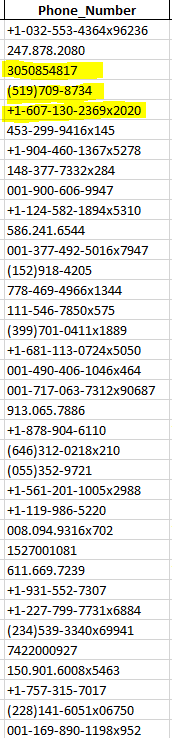 Phone_Number
+1-032-553-4364x96236
247.878.2080
3050854817
(519)709-8734
+1-607-130-2369x2020
453-299-9416x145
+1-904-460-1367x5278
148-377-7332x284
001-900-606-9947
+1-124-582-1894x5310
586.241.6544
001-377-492-5016x7947
(152)918-4205
778-469-4966x1344
111-546-7850x575
(399)701-0411x1889
+1-681-113-0724x5050
001-490-406-1046x464
001-717-063-7312x90687
913.065.7886
+1-878-904-6110
(646)312-0218x210
(055)352-9721
+1-561-201-1005x2988
+1-119-986-5220
008.094.9316x702
1527001081
611.669.7239
+1-931-552-7307
+1-227-799-7731x6884
(234)539-3340x69941
7422000927
150.901.6008x5463
+1-757-315-7017
(228)141-6051x06750
001-169-890-1198x952